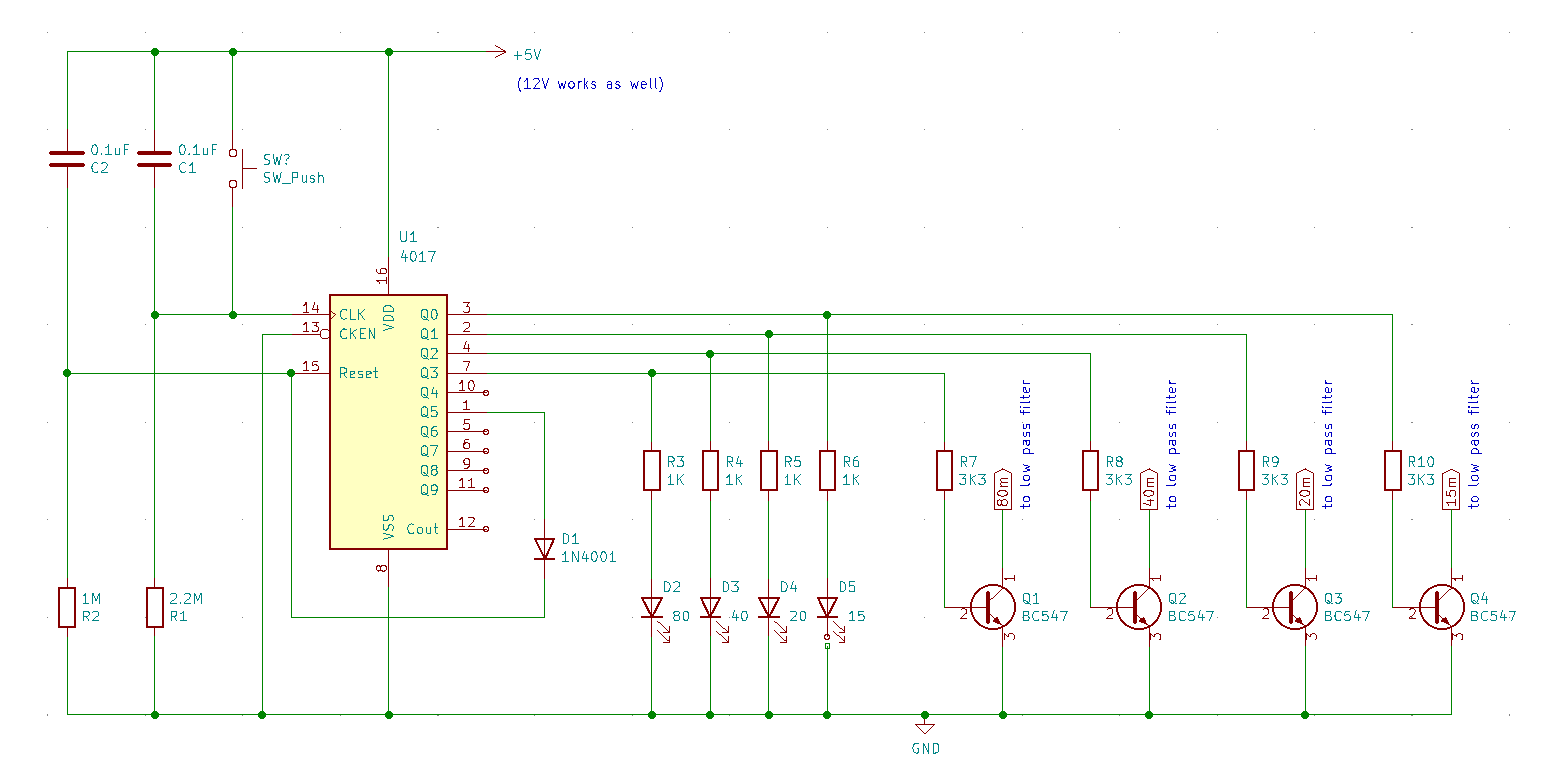 +5V
(12V works as well)
0.1uF
C2
0.1uF
C1
SW?
SW_Push
U1
4017
16
VDD
14
CLK
13
CKEN
15
Reset
Q0
3
Q1
2
Q2
4
Q3
7
Q4
10
Q5
1
Q6
5
Q7
6
Q8
9
Q9
11
Cout
12
VSS
8
D1
1N4001
1M
R2
2.2M
R1
R3
1K
R4
1K
R5
1K
R6
1K
D2
80
D3
40
D4
20
D5
15
R7
3K3
80m
to low pass filter
R8
3K3
40m
to low pass filter
R9
3K3
20m
to low pass filter
R10
3K3
15m
to low pass filter
1
2
3
Q1
BC547
1
2
3
Q2
BC547
1
2
3
Q3
BC547
1
2
3
Q4
BC547
GND